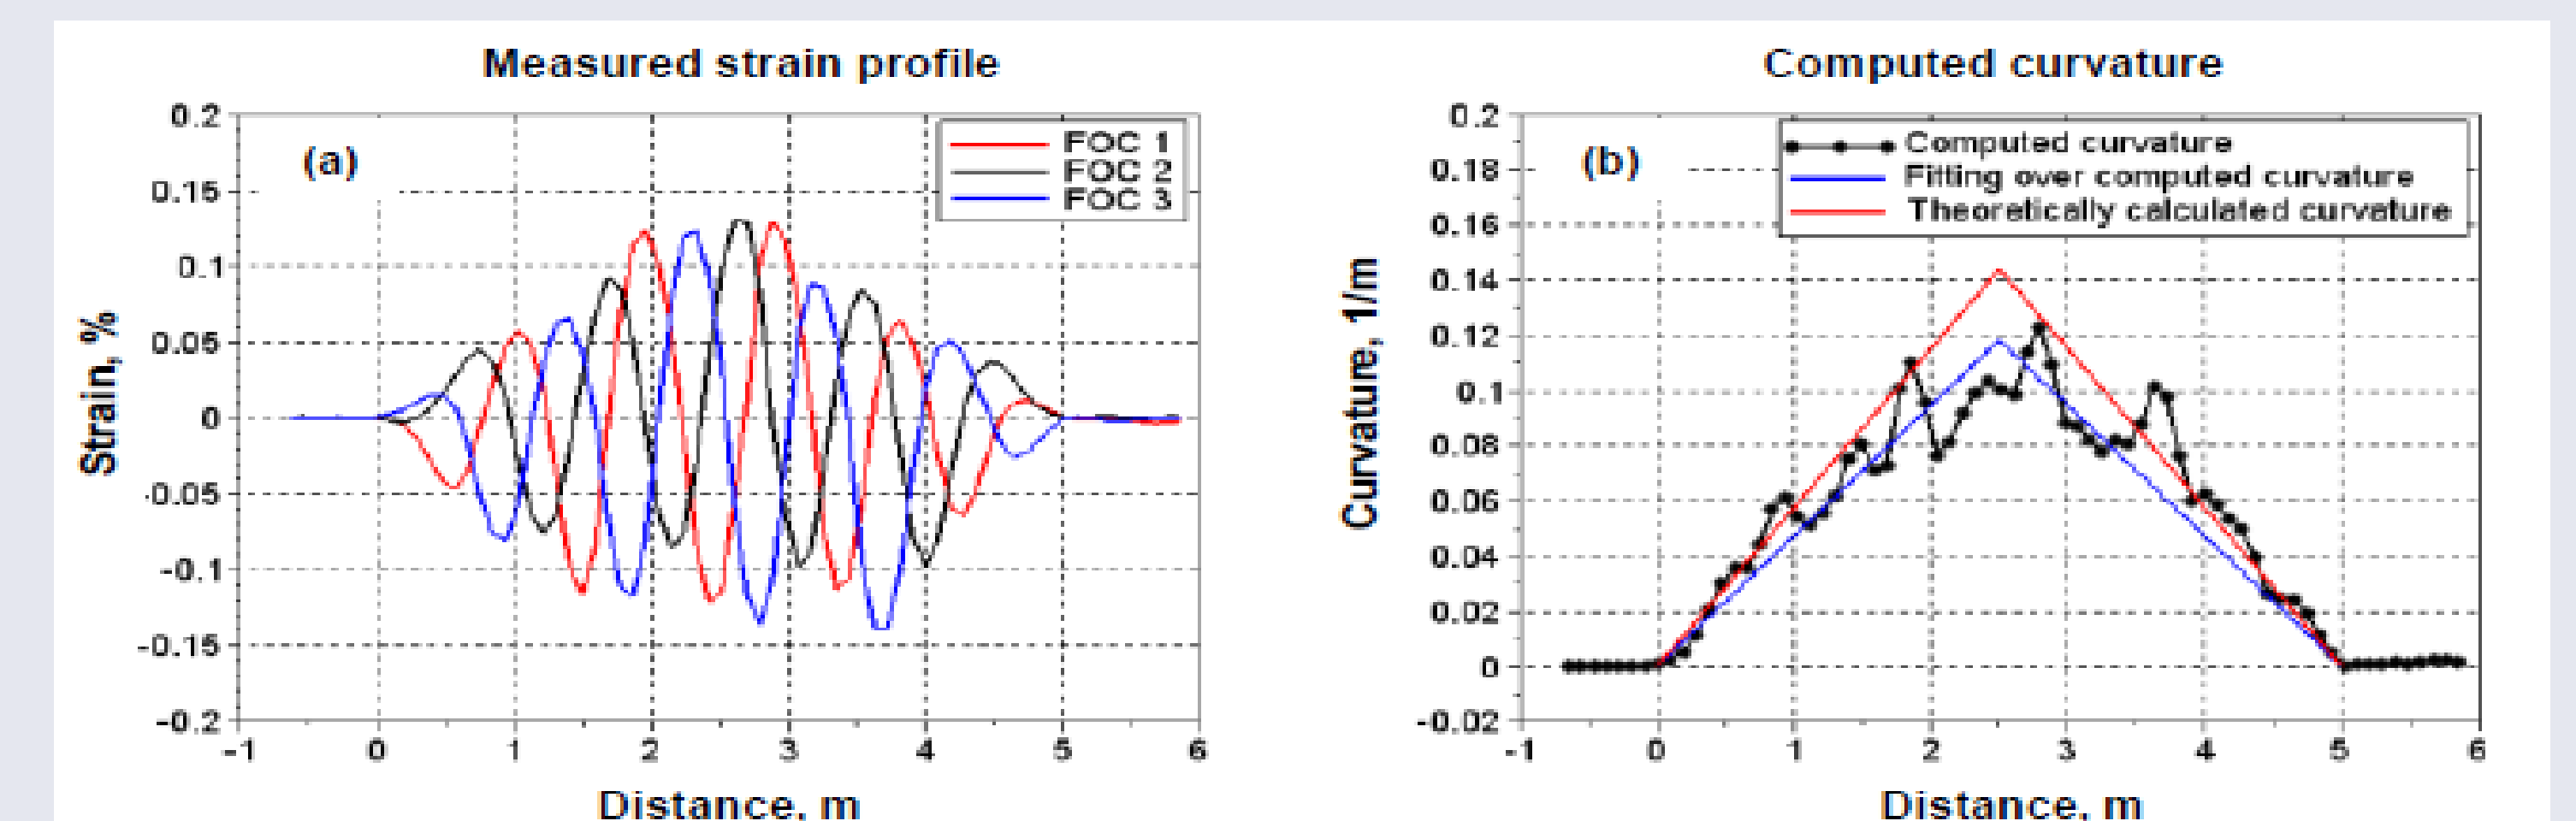 Measured strain profile
(a)
FOC 1
FOC 2
FOC 3
0.2
0.15
0.1
0.05
0
-0.05
-0.1
-0.15
-0.2
Strain, %
-1 0 1 2 3 4 5 6
Distance, m
Computed curvature
(b)
Computed curvature
Fitting over computed curvature
Theoretically calculated curvature
0.2
0.18
0.16
0.14
0.12
0.1
0.08
0.06
0.04
0.02
0
-0.02
Curvature, 1/m
-1 0 1 2 3 4 5 6
Distance, m